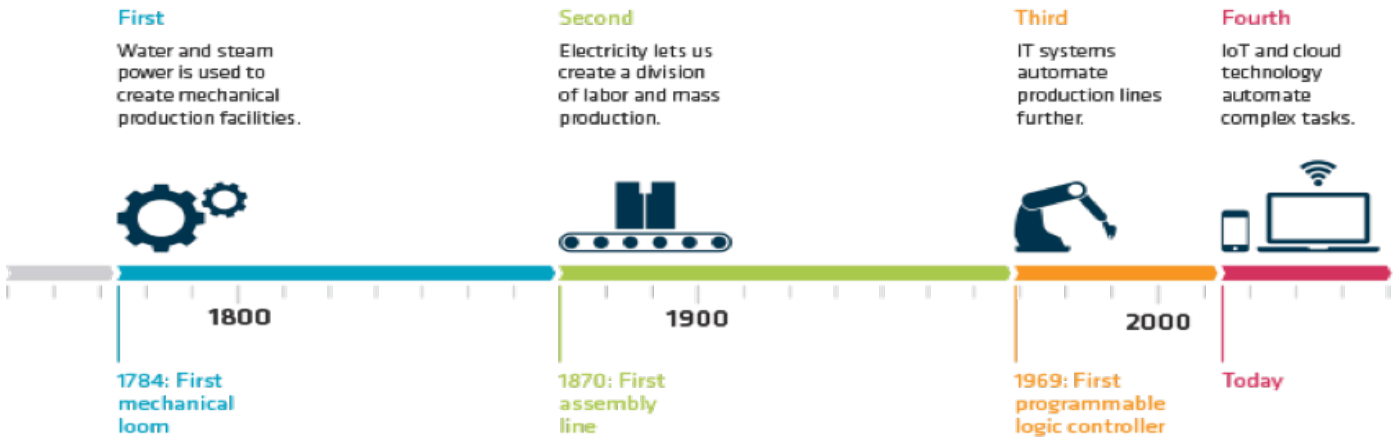 First
Water and steam
power is used to
create mechanical
production facilities.
Second
Electricity lets us
create a division
of labor and mass
production.
Third
IT systems
automate
production lines
further.
Fourth
IoT and cloud
technology
automate
complex tasks.
1800
1900
2000
1784: First
mechanical
loom
1870: First
assembly
line
1969: First
programmable
logic controller
Today